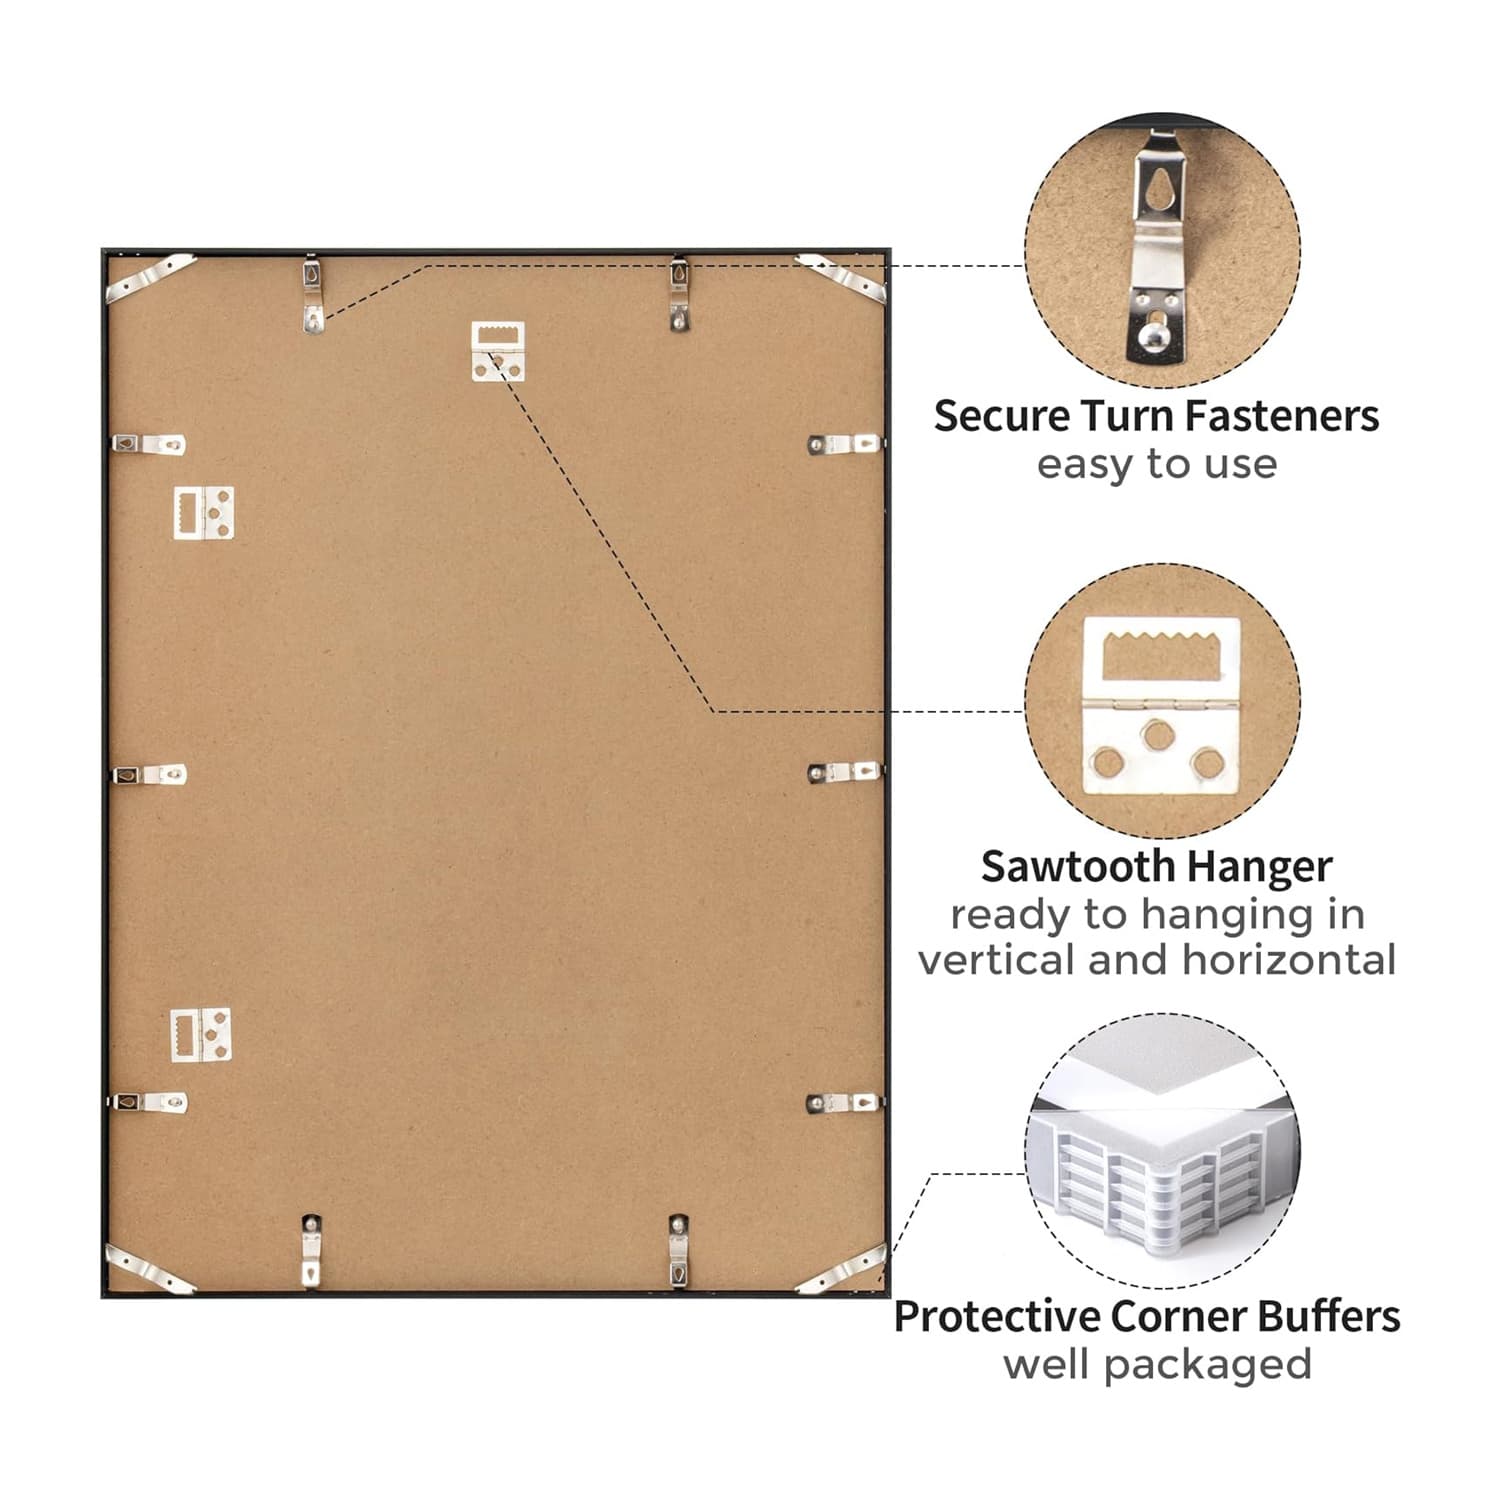 Secure Turn Fasteners
easy to use
Sawtooth Hanger
ready to hanging in
vertical and horizontal
Protective Corner Buffers
well packaged